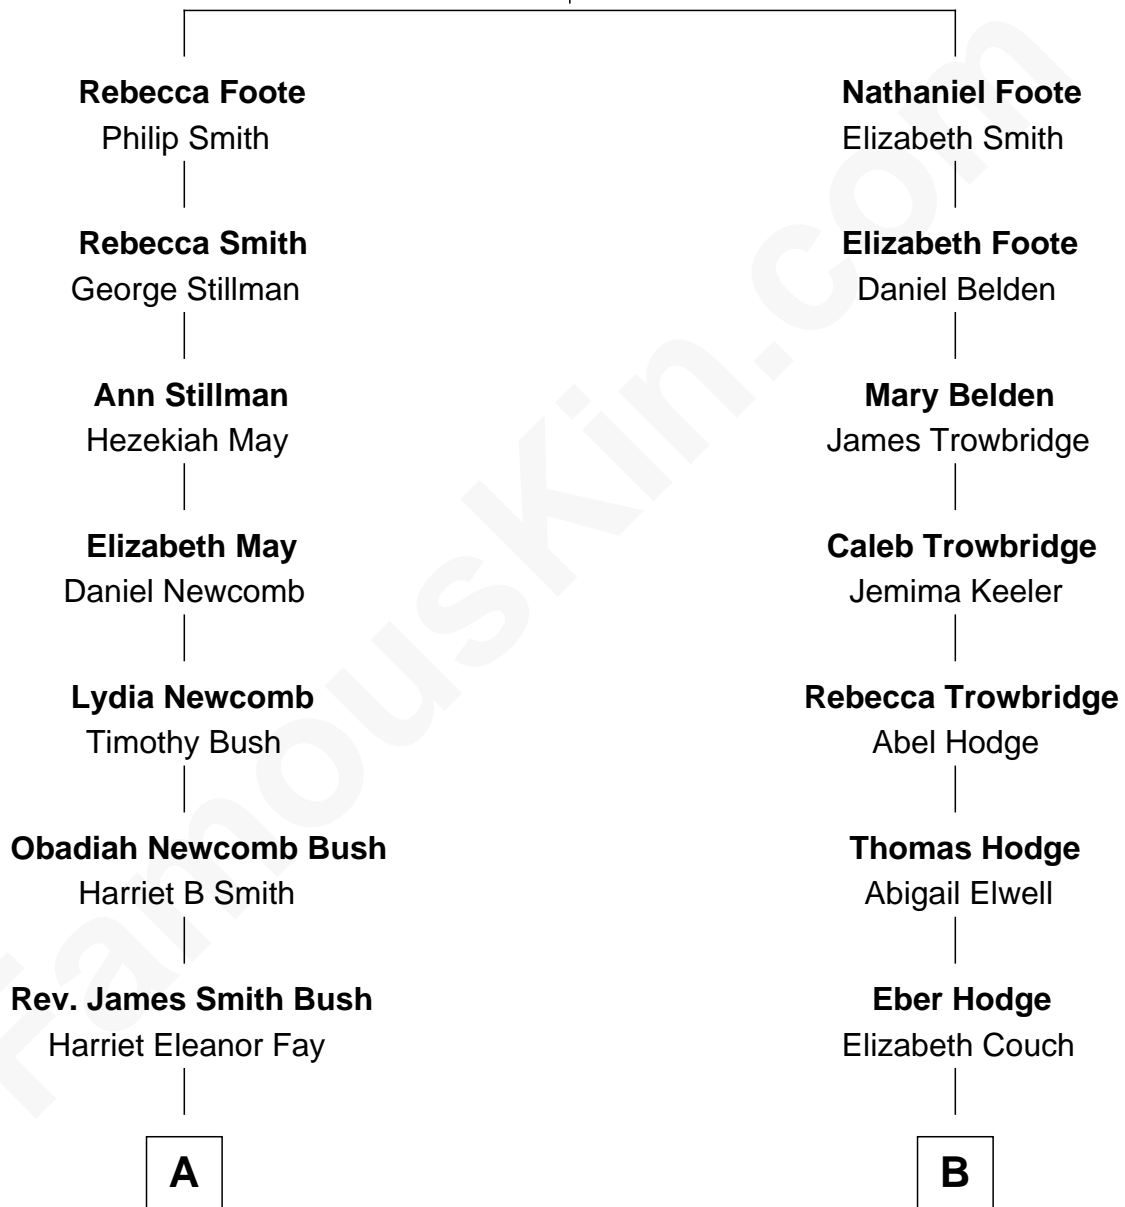 Rebecca Foote
Philip Smith
Rebecca Smith
George Stillman
Ann Stillman
Hezekiah May
Elizabeth May
Daniel Newcomb
Lydia Newcomb
Timothy Bush
Obadiah Newcomb Bush
Harriet B Smith
Rev. James Smith Bush
Harriet Eleanor Fay
A
Nathaniel Foote
Elizabeth Smith
Elizabeth Foote
Daniel Belden
Mary Belden
James Trowbridge
Caleb Trowbridge
Jemima Keeler
Rebecca Trowbridge
Abel Hodge
Thomas Hodge
Abigail Elwell
Eber Hodge
Elizabeth Couch
B
FamousKin.com